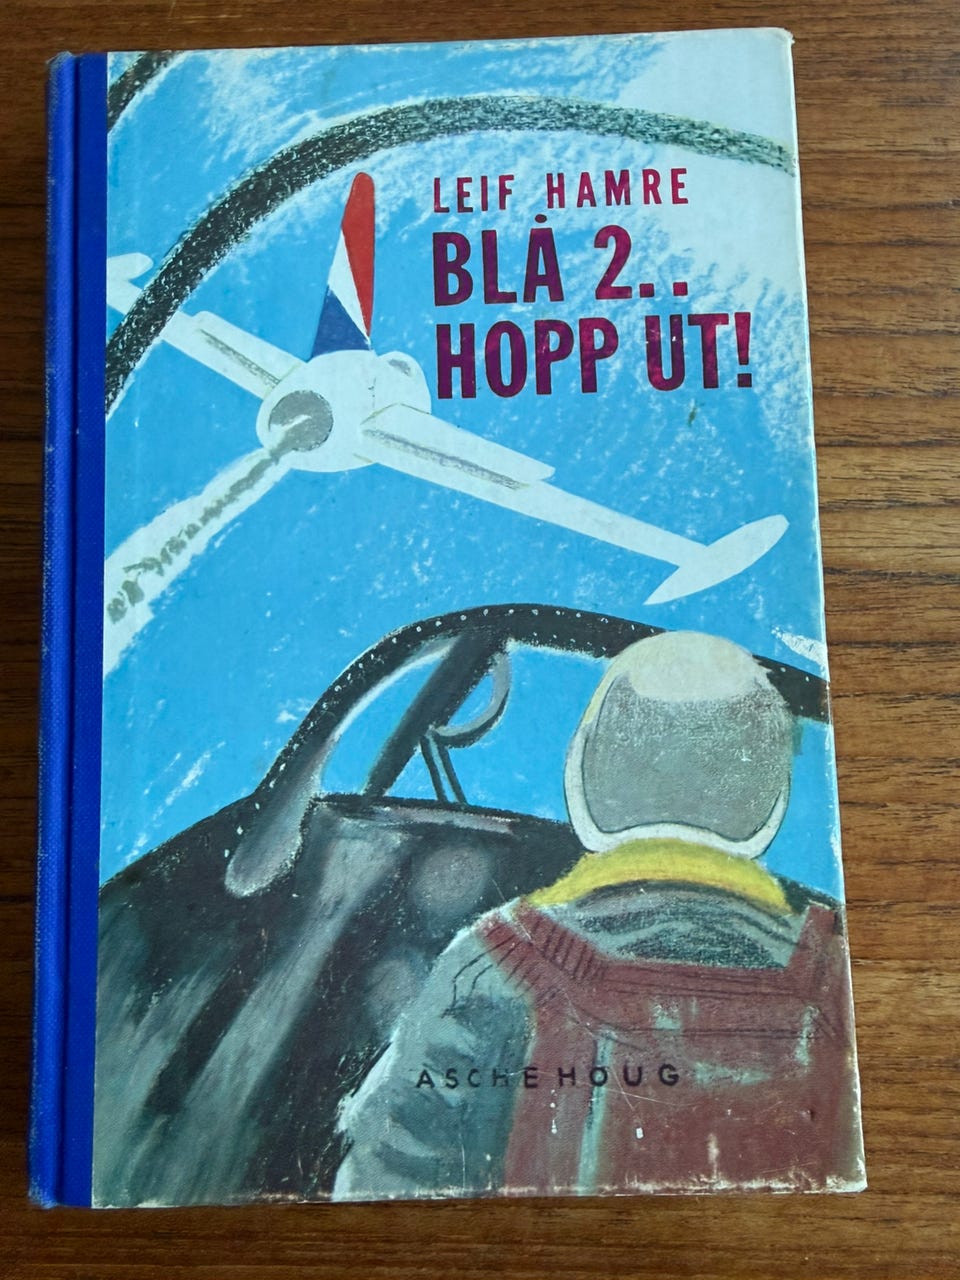 LEIF HAMRE
BLÅ 2..
HOPP UT!
ASCHEHOUG